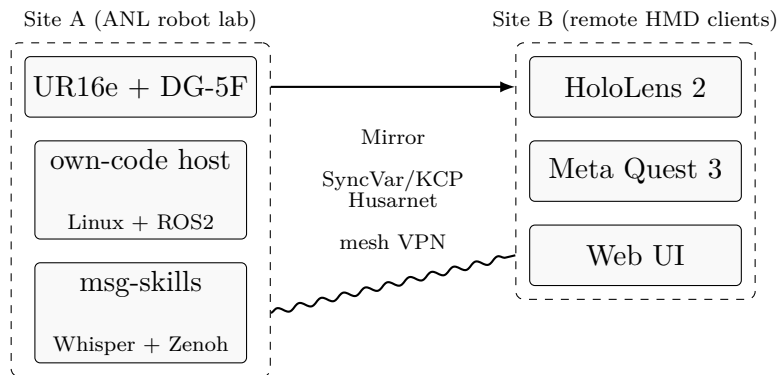 Site A (ANL robot lab)
UR16e + DG-5F
own-code host
Linux + ROS2
msg-skills
Whisper + Zenoh
Mirror
SyncVar/KCP
Husarnet
mesh VPN
Site B (remote HMD clients)
HoloLens 2
Meta Quest 3
Web UI